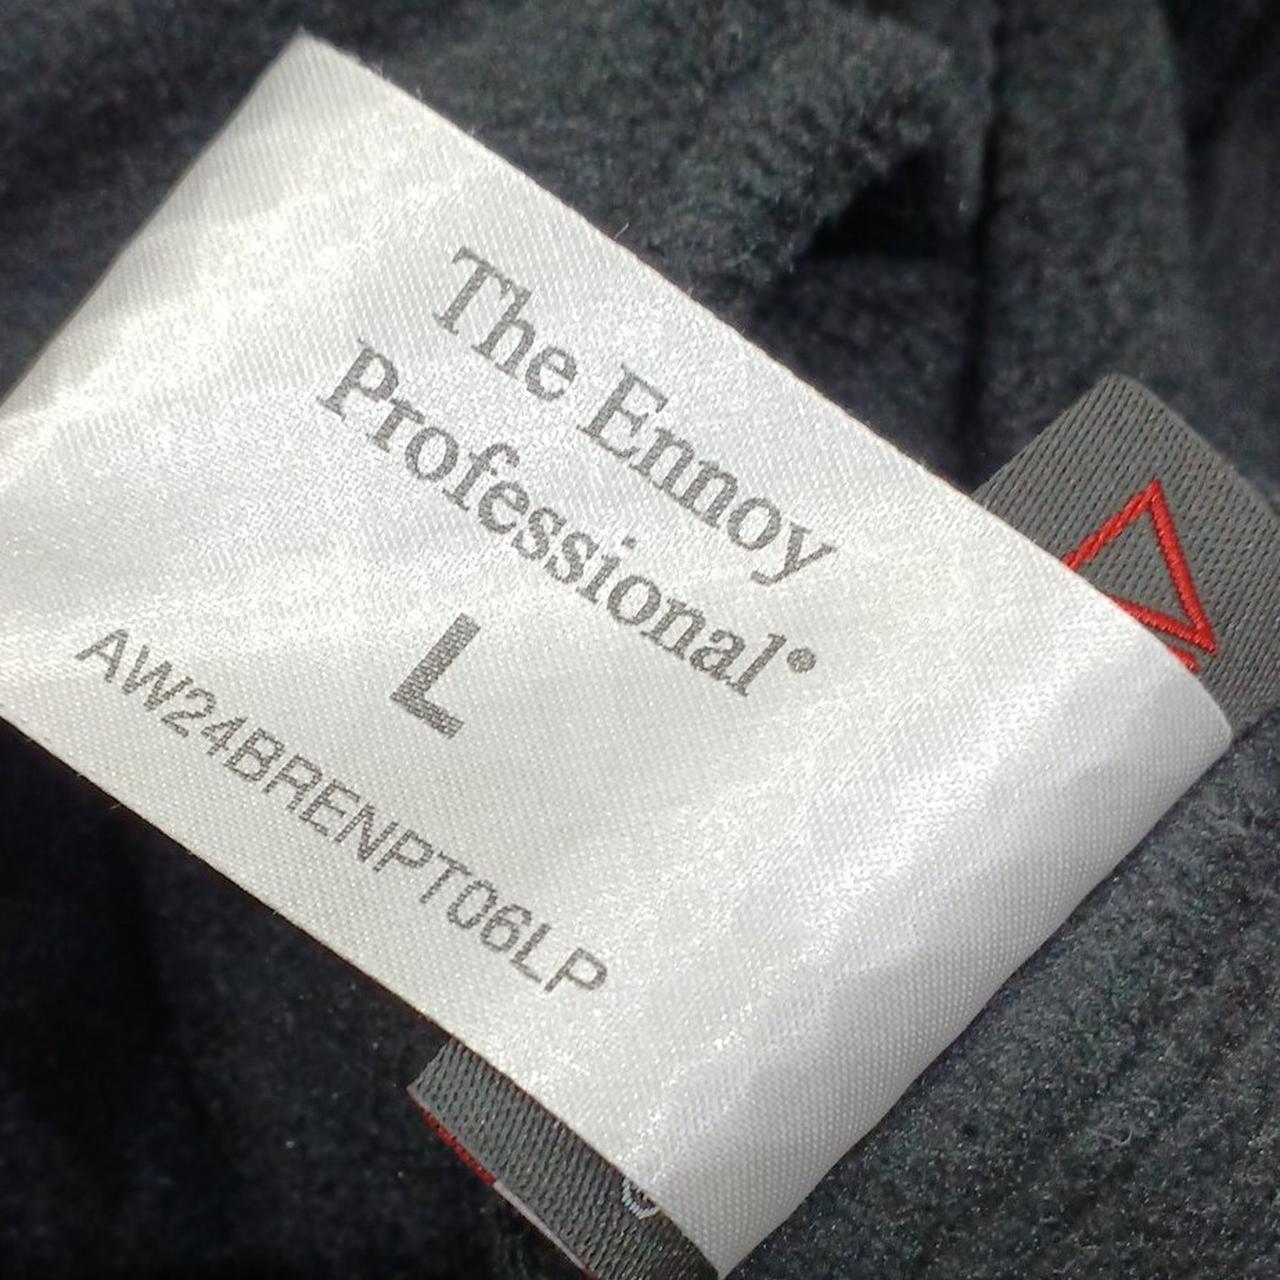 The Ennoy
Professional®
L
AW24BRENPT06LP